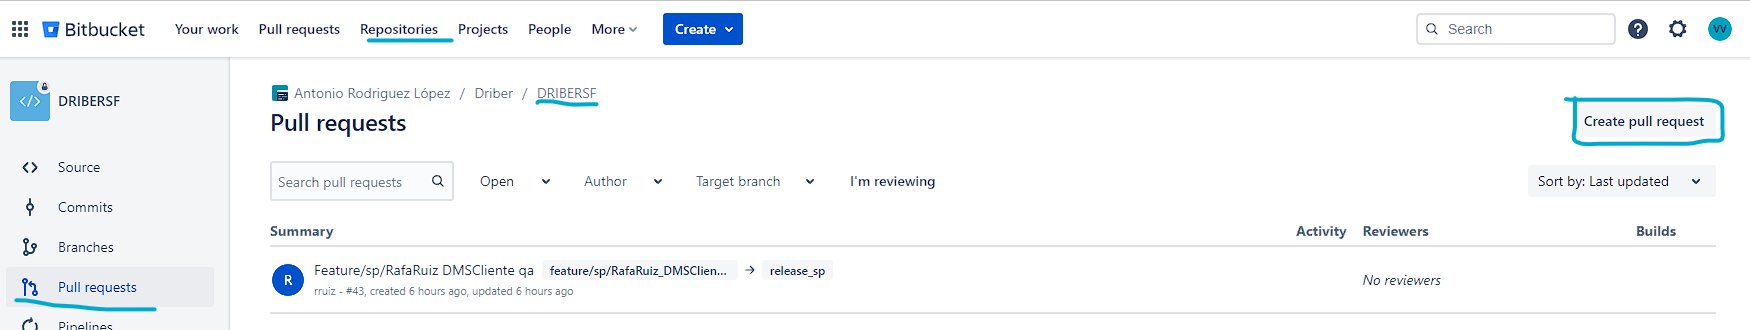 Bitbucket Your work Pull requests Repositories Projects People More Create Search VV
DRIBERSF
Antonio Rodriguez López / Driber / DRIBERSF
Pull requests
Create pull request
Source
Commits
Branches
Pull requests
Pipelines
Search pull requests Open Author Target branch I'm reviewing Sort by: Last updated
Summary Activity Reviewers Builds
R Feature/sp/RafaRuiz DMSCliente qa feature/sp/RafaRuiz_DMSClien... → release_sp No reviewers
rruiz - #43, created 6 hours ago, updated 6 hours ago